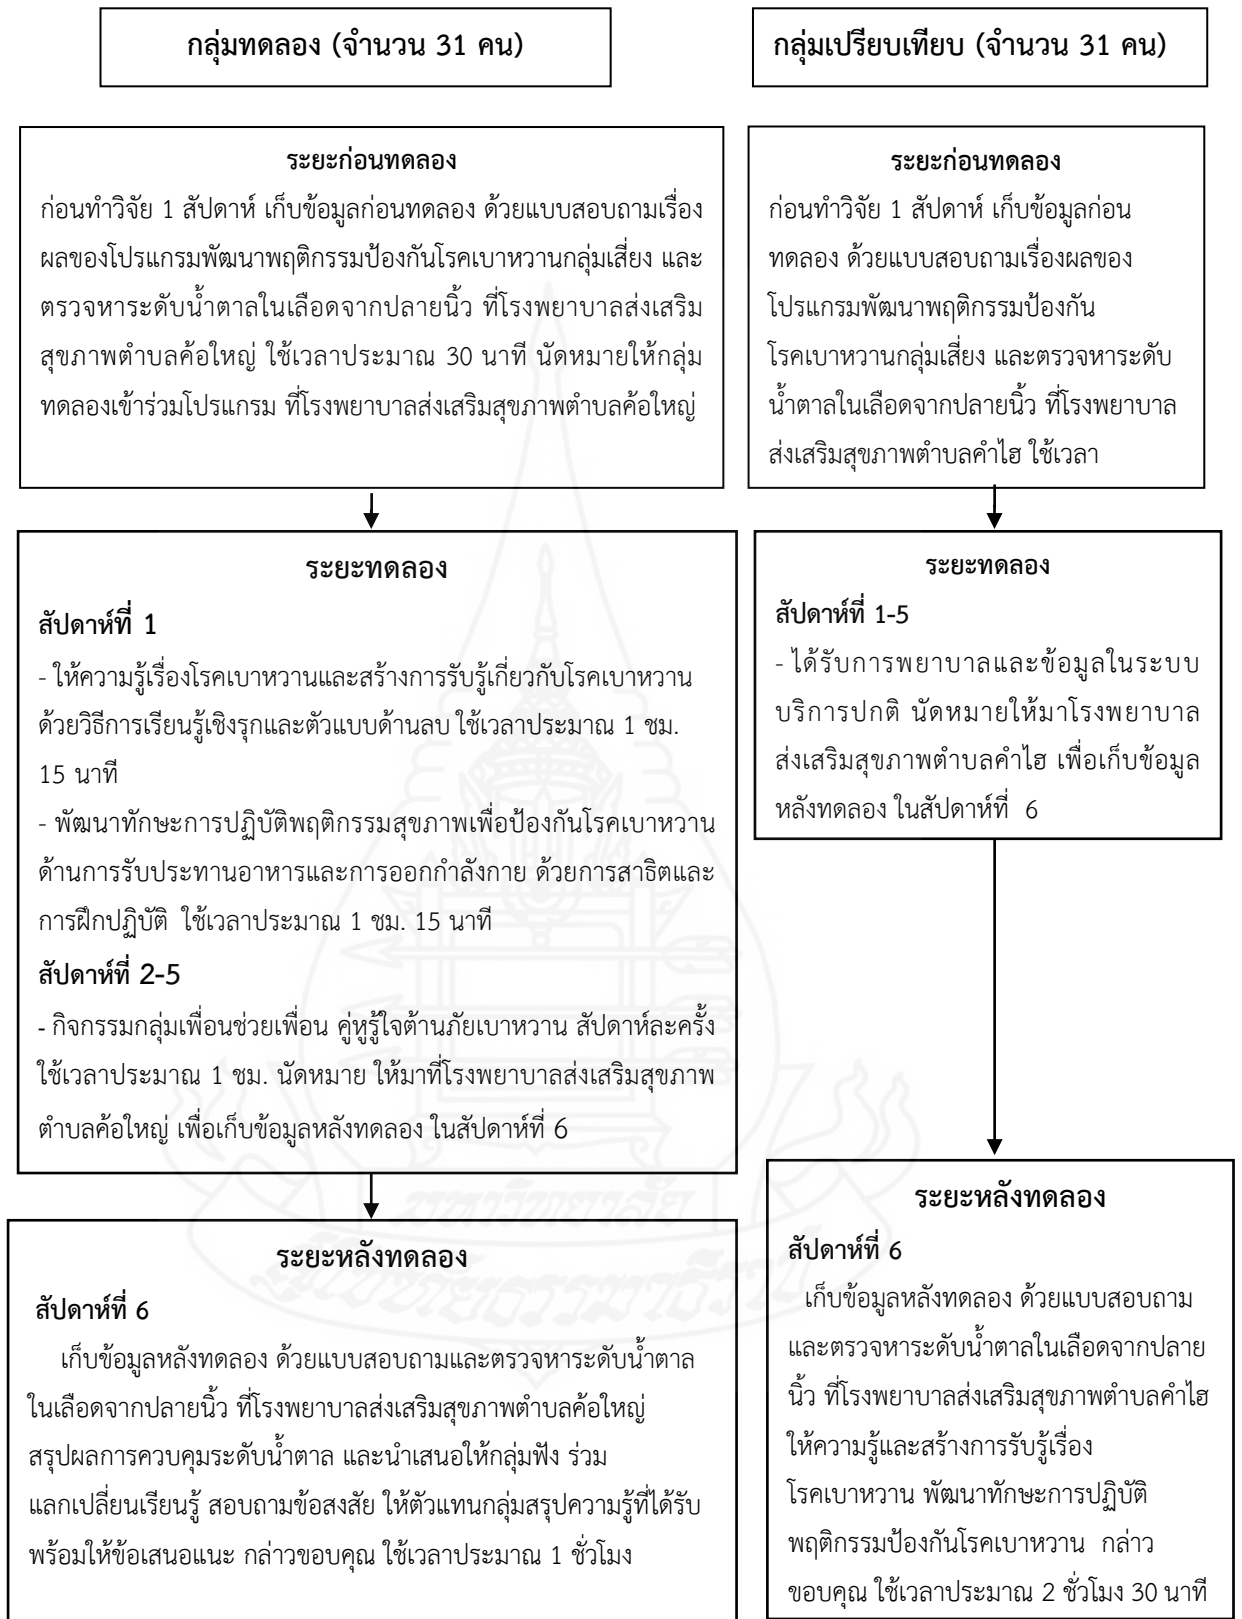 กลุ่มทดลอง (จำนวน 31 คน)
กลุ่มเปรียบเทียบ (จำนวน 31 คน)
ระยะก่อนทดลอง
ก่อนทำวิจัย 1 สัปดาห์ เก็บข้อมูลก่อนทดลอง ด้วยแบบสอบถามเรื่อง
ผลของโปรแกรมพัฒนาพฤติกรรมป้องกันโรคเบาหวานกลุ่มเสี่ยง และ
ตรวจหาระดับน้ำตาลในเลือดจากปลายนิ้ว ที่โรงพยาบาลส่งเสริม
สุขภาพตำบลค้อใหญ่ ใช้เวลาประมาณ 30 นาที นัดหมายให้กลุ่ม
ทดลองเข้าร่วมโปรแกรม ที่โรงพยาบาลส่งเสริมสุขภาพตำบลค้อใหญ่
ระยะก่อนทดลอง
ก่อนทำวิจัย 1 สัปดาห์ เก็บข้อมูลก่อน
ทดลอง ด้วยแบบสอบถามเรื่องผลของ
โปรแกรมพัฒนาพฤติกรรมป้องกัน
โรคเบาหวานกลุ่มเสี่ยง และตรวจหาระดับ
น้ำตาลในเลือดจากปลายนิ้ว ที่โรงพยาบาล
ส่งเสริมสุขภาพตำบลคำไฮ ใช้เวลา
ระยะทดลอง
สัปดาห์ที่ 1
- ให้ความรู้เรื่องโรคเบาหวานและสร้างการรับรู้เกี่ยวกับโรคเบาหวาน
ด้วยวิธีการเรียนรู้เชิงรุกและตัวแบบด้านลบ ใช้เวลาประมาณ 1 ชม.
15 นาที
- พัฒนาทักษะการปฏิบัติพฤติกรรมสุขภาพเพื่อป้องกันโรคเบาหวาน
ด้านการรับประทานอาหารและการออกกำลังกาย ด้วยการสาธิตและ
การฝึกปฏิบัติ ใช้เวลาประมาณ 1 ชม. 15 นาที
สัปดาห์ที่ 2-5
- กิจกรรมกลุ่มเพื่อนช่วยเพื่อน คู่หูรู้ใจต้านภัยเบาหวาน สัปดาห์ละครั้ง
ใช้เวลาประมาณ 1 ชม. นัดหมาย ให้มาที่โรงพยาบาลส่งเสริมสุขภาพ
ตำบลค้อใหญ่ เพื่อเก็บข้อมูลหลังทดลอง ในสัปดาห์ที่ 6
ระยะทดลอง
สัปดาห์ที่ 1-5
- ได้รับการพยาบาลและข้อมูลในระบบ
บริการปกติ นัดหมายให้มาโรงพยาบาล
ส่งเสริมสุขภาพตำบลคำไฮ เพื่อเก็บข้อมูล
หลังทดลอง ในสัปดาห์ที่ 6
ระยะหลังทดลอง
สัปดาห์ที่ 6
เก็บข้อมูลหลังทดลอง ด้วยแบบสอบถามและตรวจหาระดับน้ำตาล
ในเลือดจากปลายนิ้ว ที่โรงพยาบาลส่งเสริมสุขภาพตำบลค้อใหญ่
สรุปผลการควบคุมระดับน้ำตาล และนำเสนอให้กลุ่มฟัง ร่วม
แลกเปลี่ยนเรียนรู้ สอบถามข้อสงสัย ให้ตัวแทนกลุ่มสรุปความรู้ที่ได้รับ
พร้อมให้ข้อเสนอแนะ กล่าวขอบคุณ ใช้เวลาประมาณ 1 ชั่วโมง
ระยะหลังทดลอง
สัปดาห์ที่ 6
เก็บข้อมูลหลังทดลอง ด้วยแบบสอบถาม
และตรวจหาระดับน้ำตาลในเลือดจากปลาย
นิ้ว ที่โรงพยาบาลส่งเสริมสุขภาพตำบลคำไฮ
ให้ความรู้และสร้างการรับรู้เรื่อง
โรคเบาหวาน พัฒนาทักษะการปฏิบัติ
พฤติกรรมป้องกันโรคเบาหวาน กล่าว
ขอบคุณ ใช้เวลาประมาณ 2 ชั่วโมง 30 นาที
มหาวิทยาลัย
สุโขทัยธรรมาธิราช